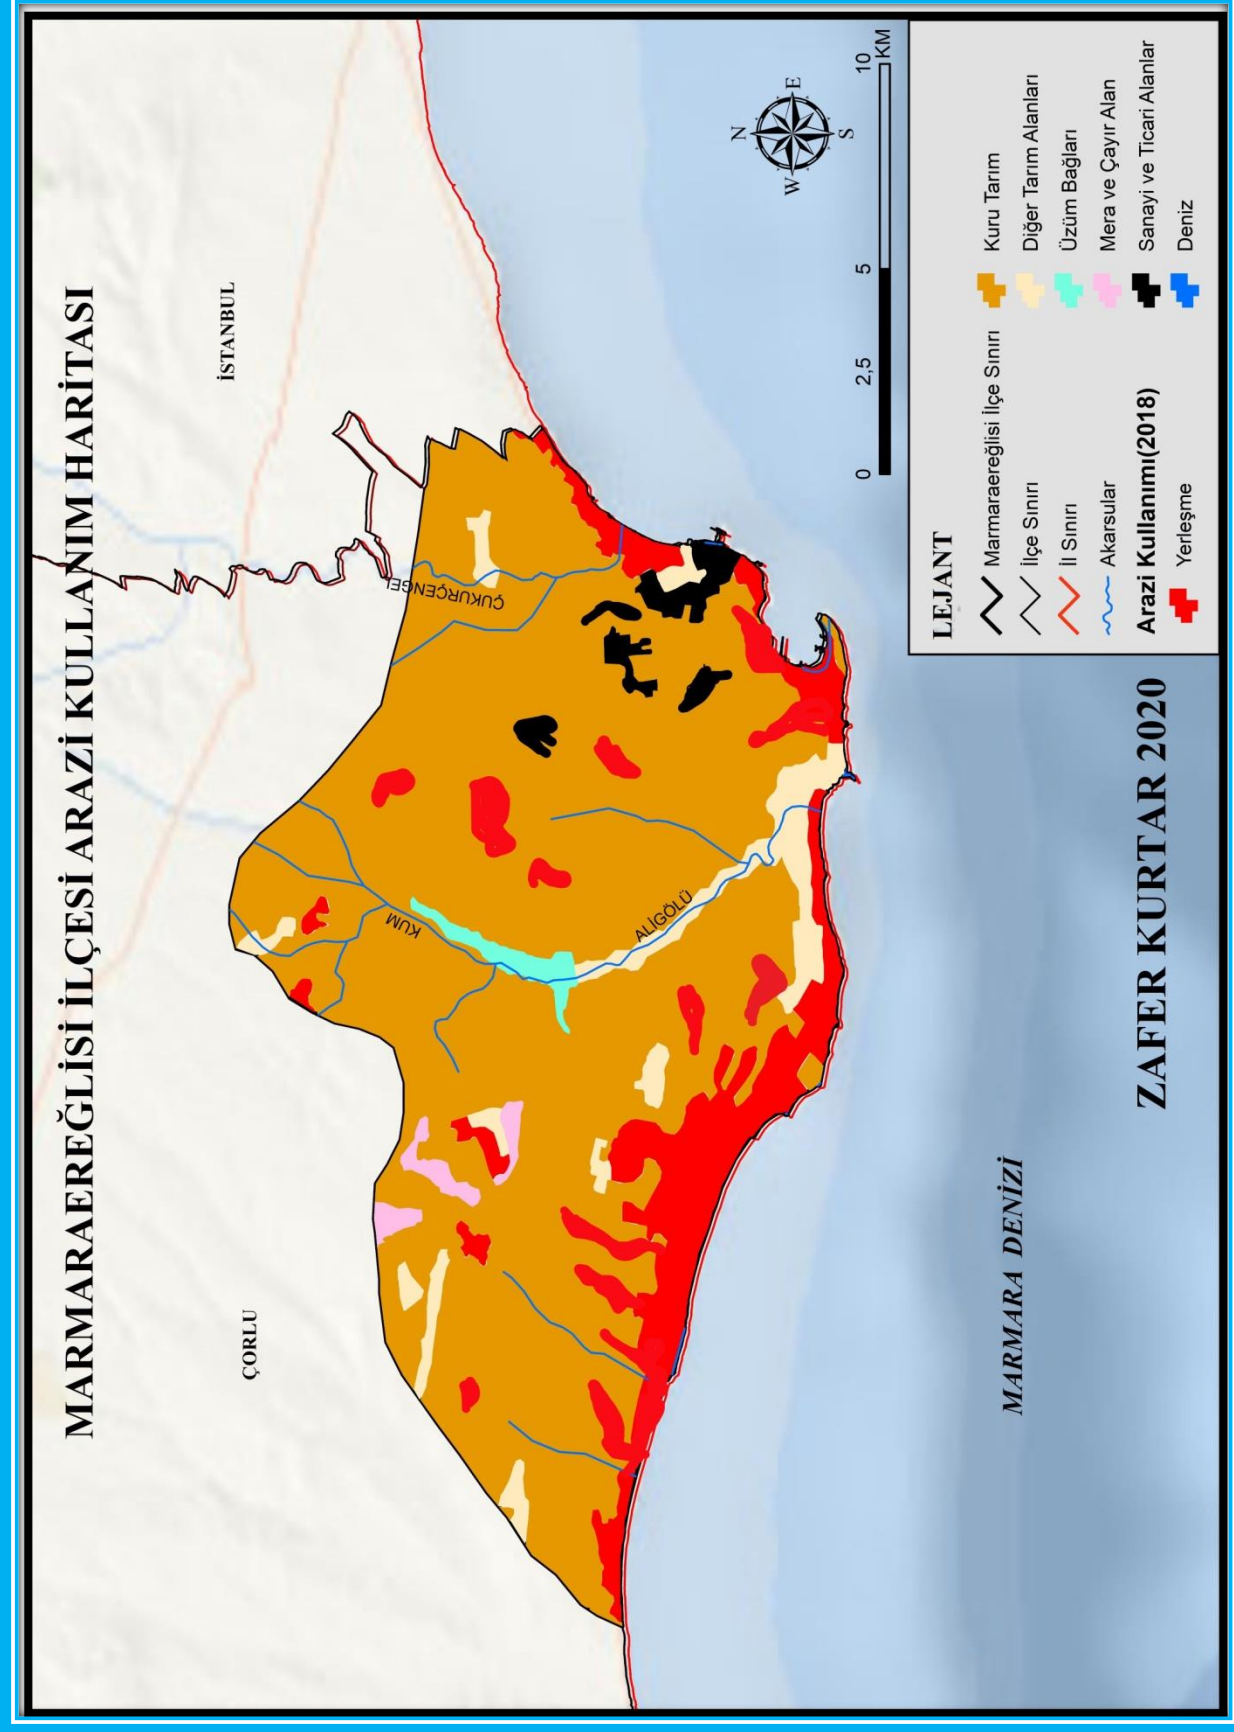 MARMARAEREĞLİSİ İLÇESİ ARAZİ KULLANIM HARİTASI
İSTANBUL
ÇORLU
ÇUKURÇENGEL
KUM
ALİGÖLÜ
MARMARA DENİZİ
N
W
E
S
0
2,5
5
10
KM
LEJANT
Marmaraereğlisi İlçe Sınırı
İlçe Sınırı
İl Sınırı
Akarsular
Arazi Kullanımı(2018)
Yerleşme
Kuru Tarım
Diğer Tarım Alanları
Üzüm Bağları
Mera ve Çayır Alan
Sanayi ve Ticari Alanlar
Deniz
ZAFER KURTAR 2020